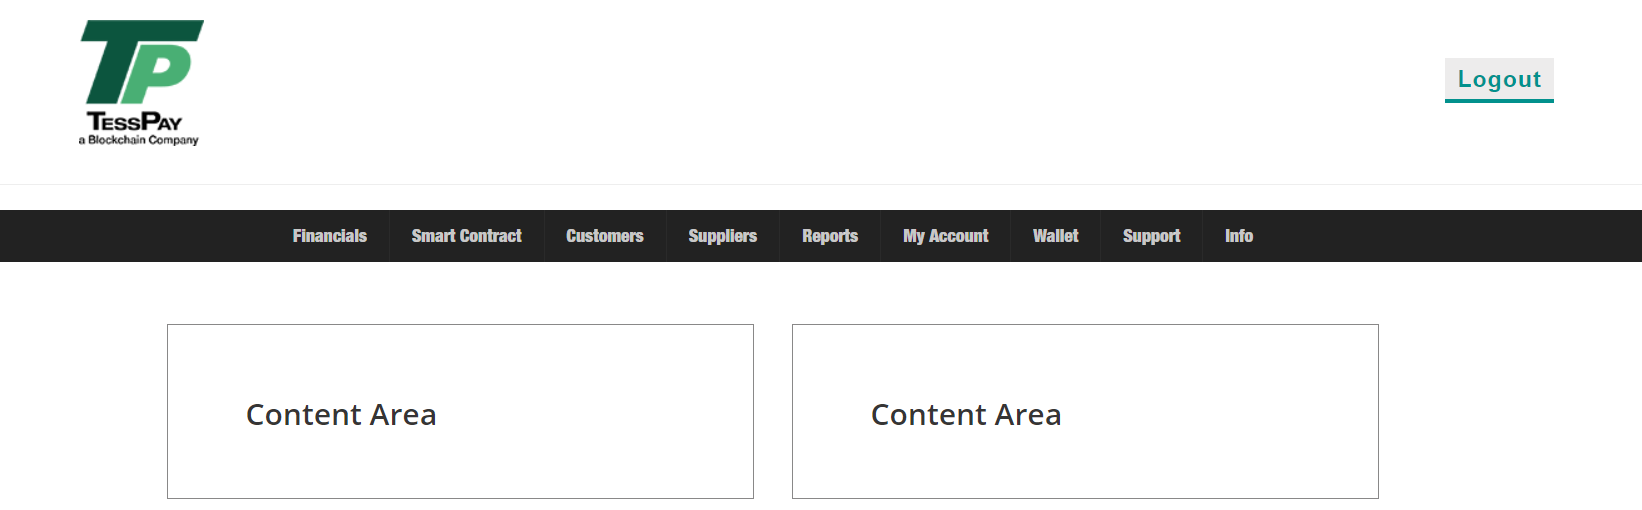 TP
TessPay
a Blockchain Company
Logout
Financials Smart Contract Customers Suppliers Reports My Account Wallet Support Info
Content Area Content Area